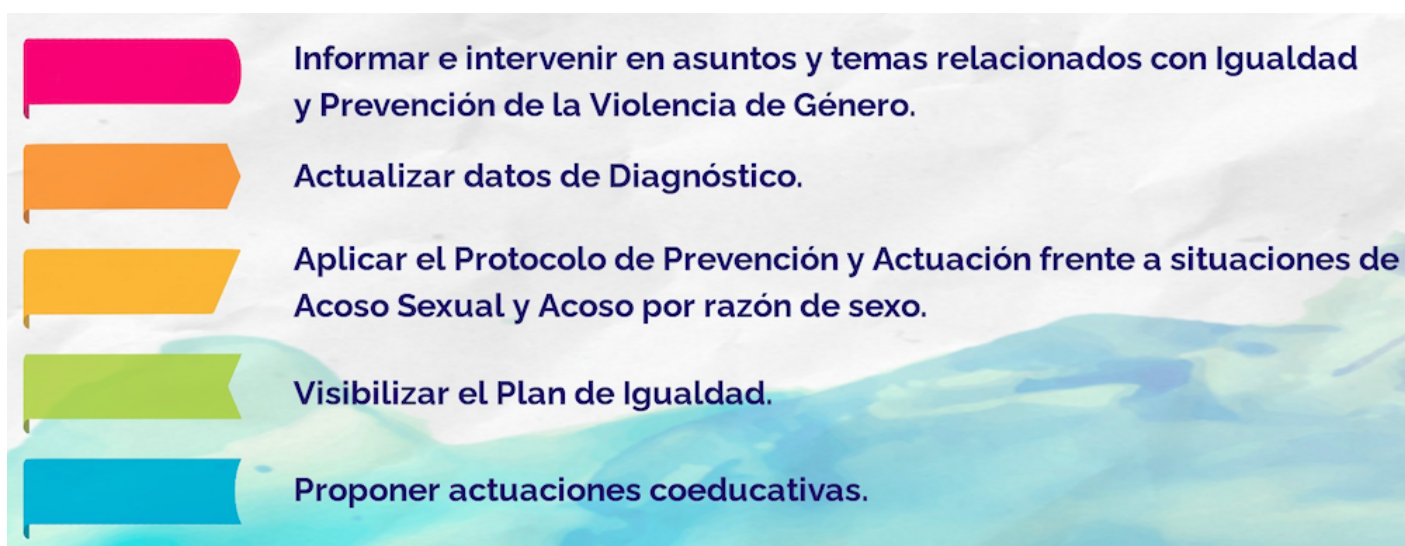 Informar e intervenir en asuntos y temas relacionados con Igualdad
y Prevención de la Violencia de Género.
Actualizar datos de Diagnóstico.
Aplicar el Protocolo de Prevención y Actuación frente a situaciones de
Acoso Sexual y Acoso por razón de sexo.
Visibilizar el Plan de Igualdad.
Proponer actuaciones coeducativas.